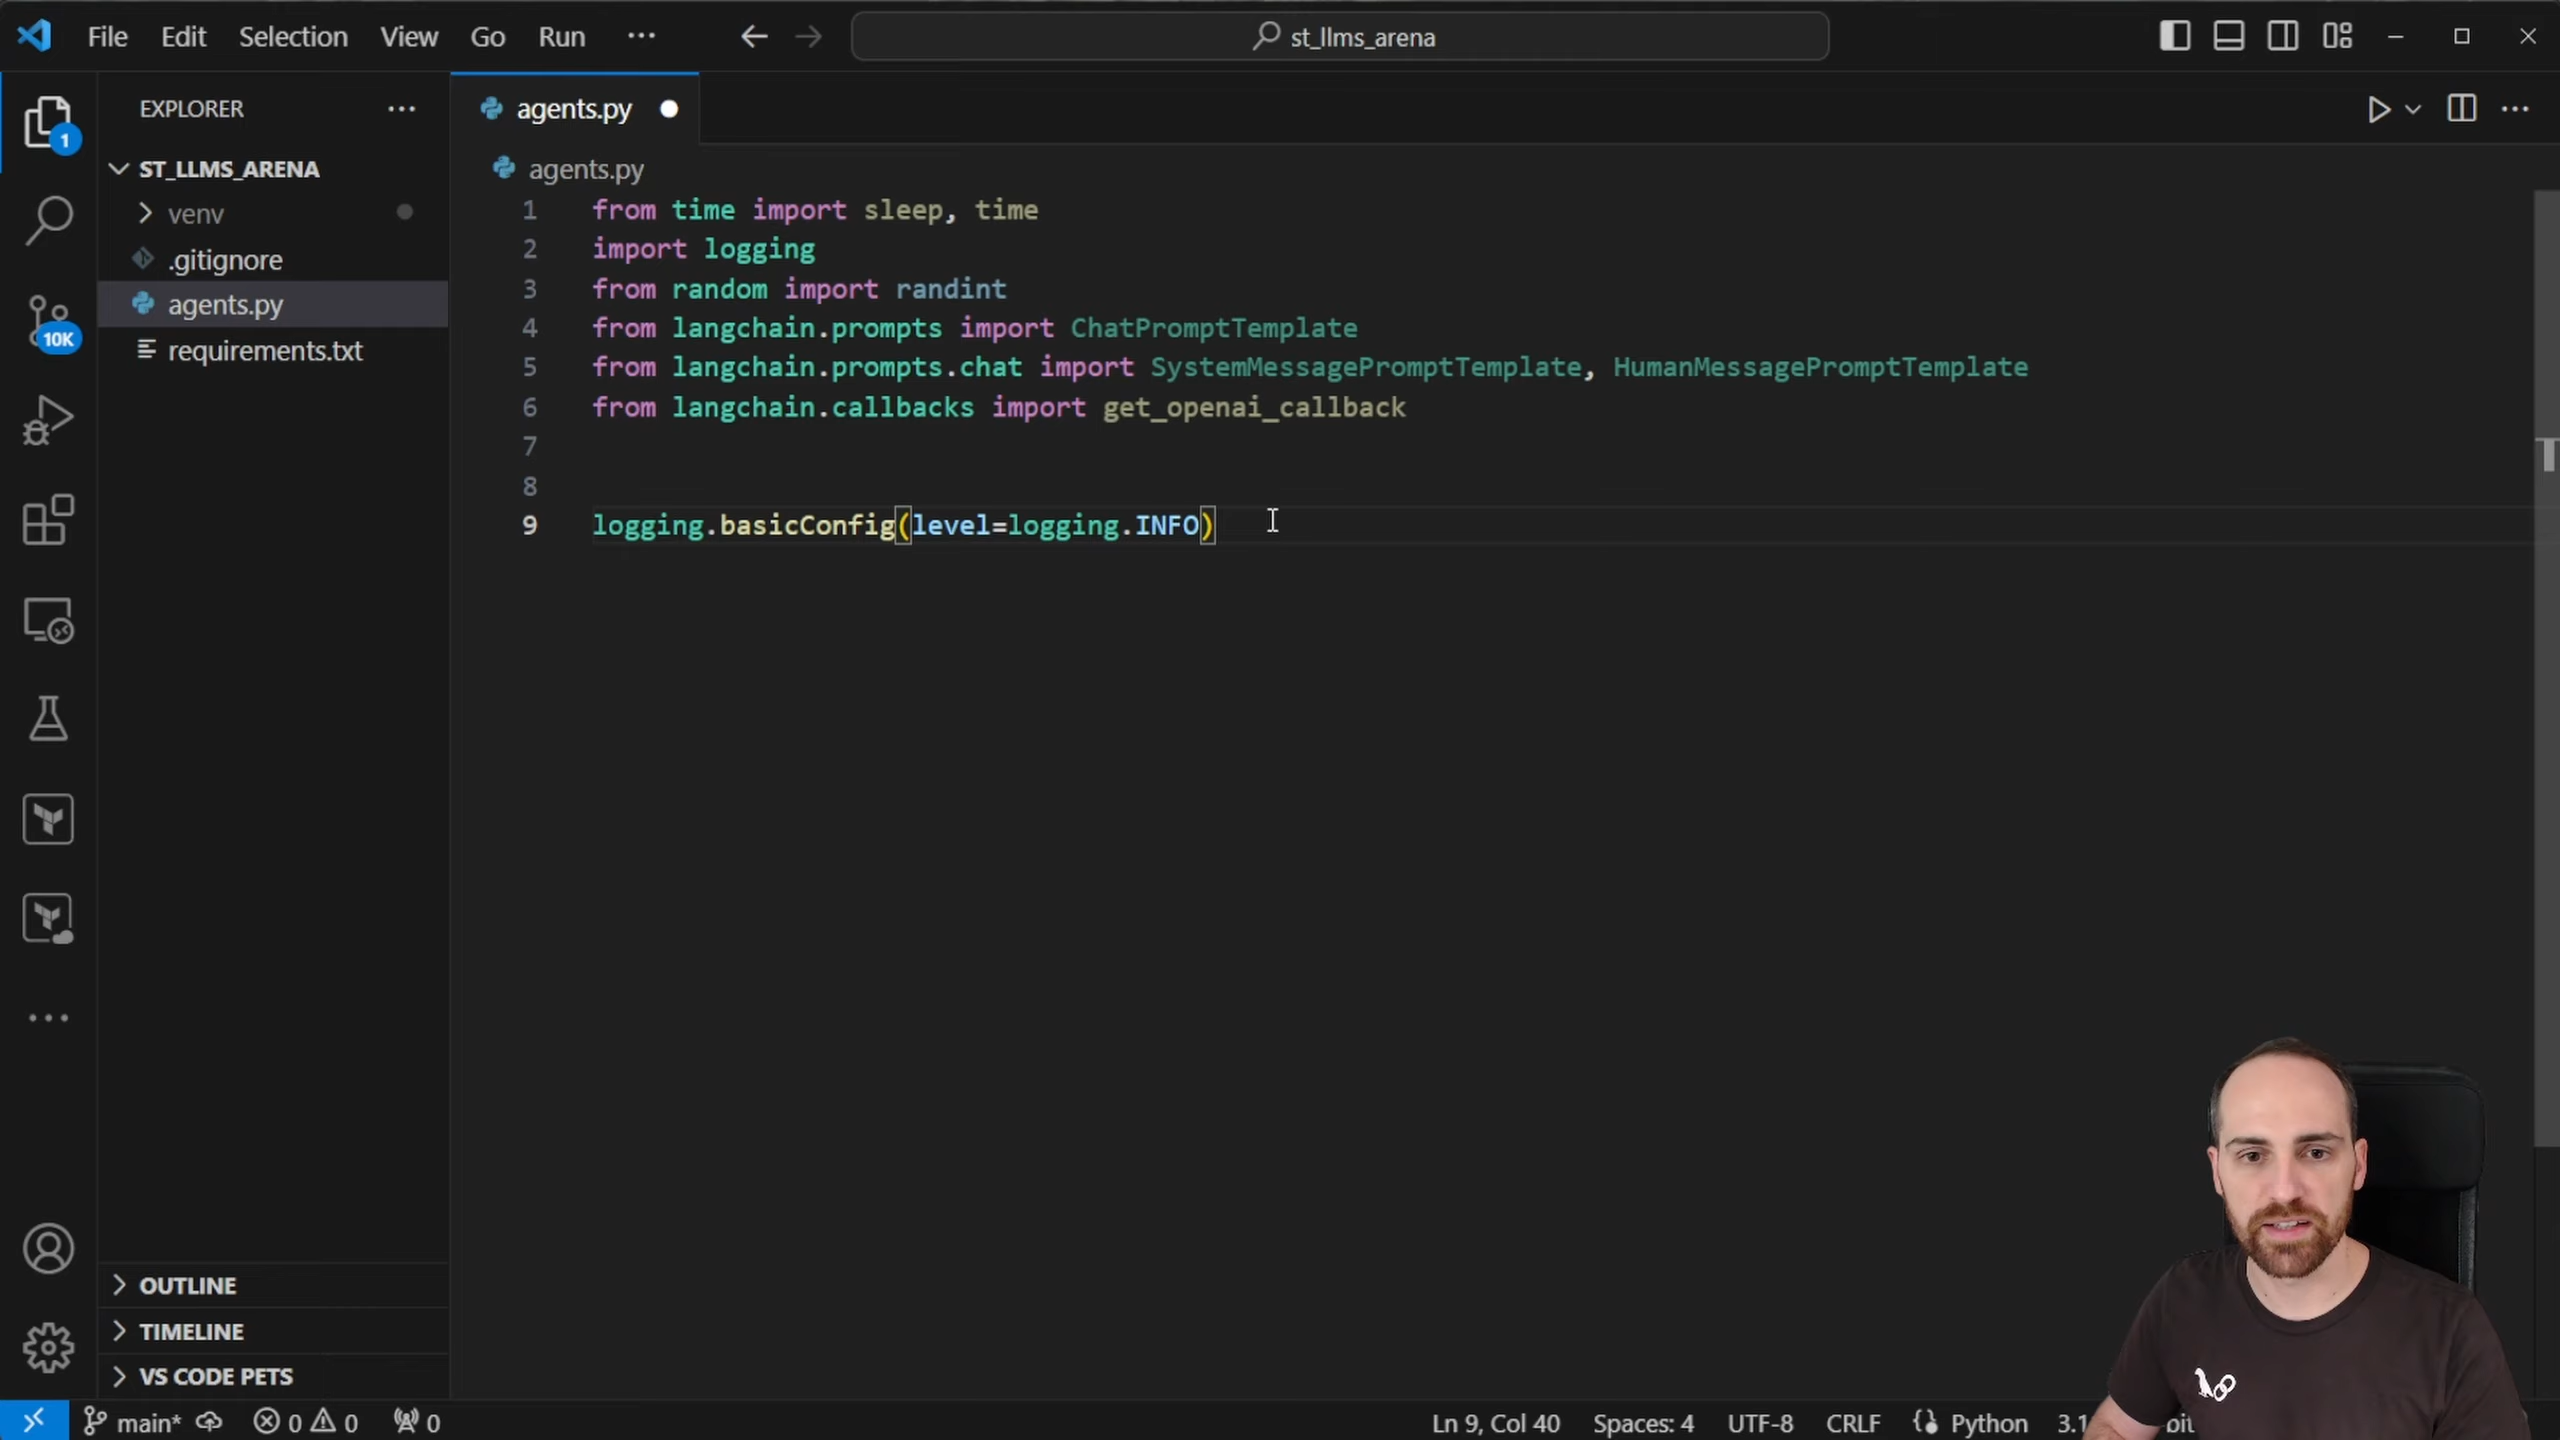 File Edit Selection View Go Run ···
st_llms_arena
EXPLORER ···
agents.py
1
ST_LLMS_ARENA
venv
.gitignore
agents.py
requirements.txt
10K
agents.py
1 from time import sleep, time
2 import logging
3 from random import randint
4 from langchain.prompts import ChatPromptTemplate
5 from langchain.prompts.chat import SystemMessagePromptTemplate, HumanMessagePromptTemplate
6 from langchain.callbacks import get_openai_callback
7
8
9 logging.basicConfig(level=logging.INFO)
OUTLINE
TIMELINE
VS CODE PETS
main* 0 0 0 Ln 9, Col 40 Spaces: 4 UTF-8 CRLF Python